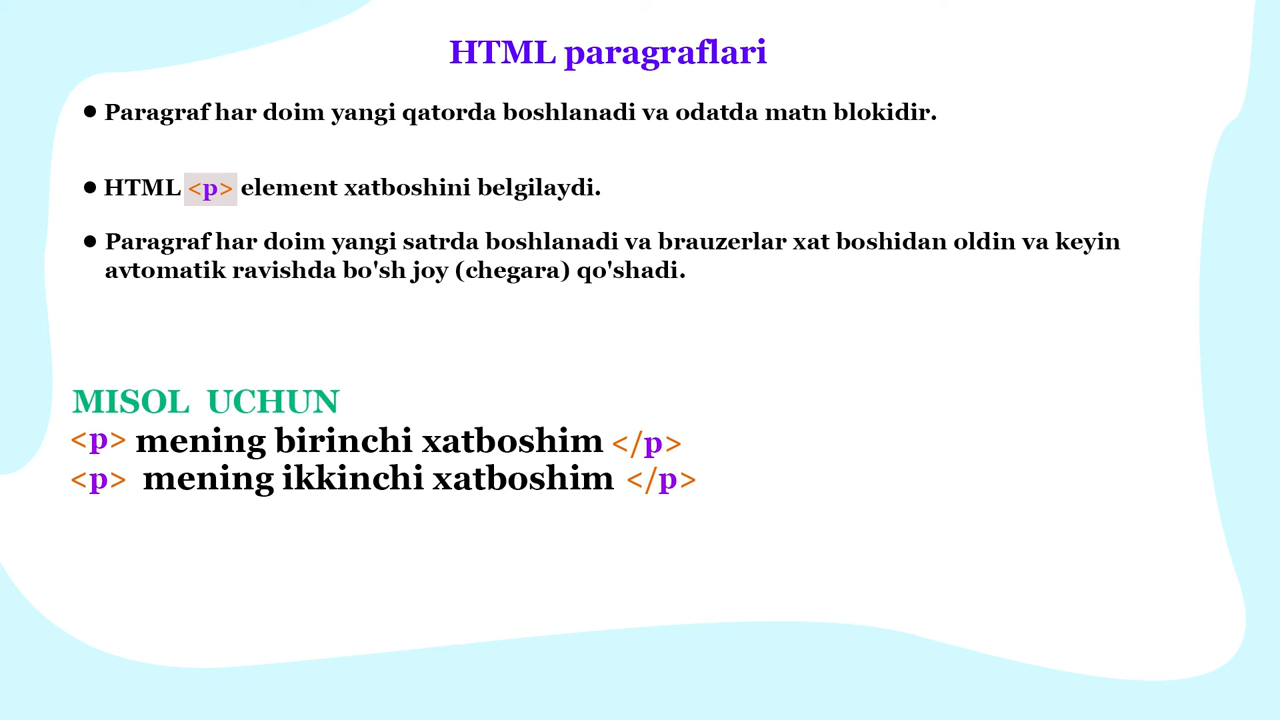 HTML paragraflari
• Paragraf har doim yangi qatorda boshlanadi va odatda matn blokidir.
• HTML <p> element xatboshini belgilaydi.
• Paragraf har doim yangi satrda boshlanadi va brauzerlar xat boshidan oldin va keyin
avtomatik ravishda bo'sh joy (chegara) qo'shadi.
MISOL UCHUN
<p> mening birinchi xatboshim </p>
<p> mening ikkinchi xatboshim </p>